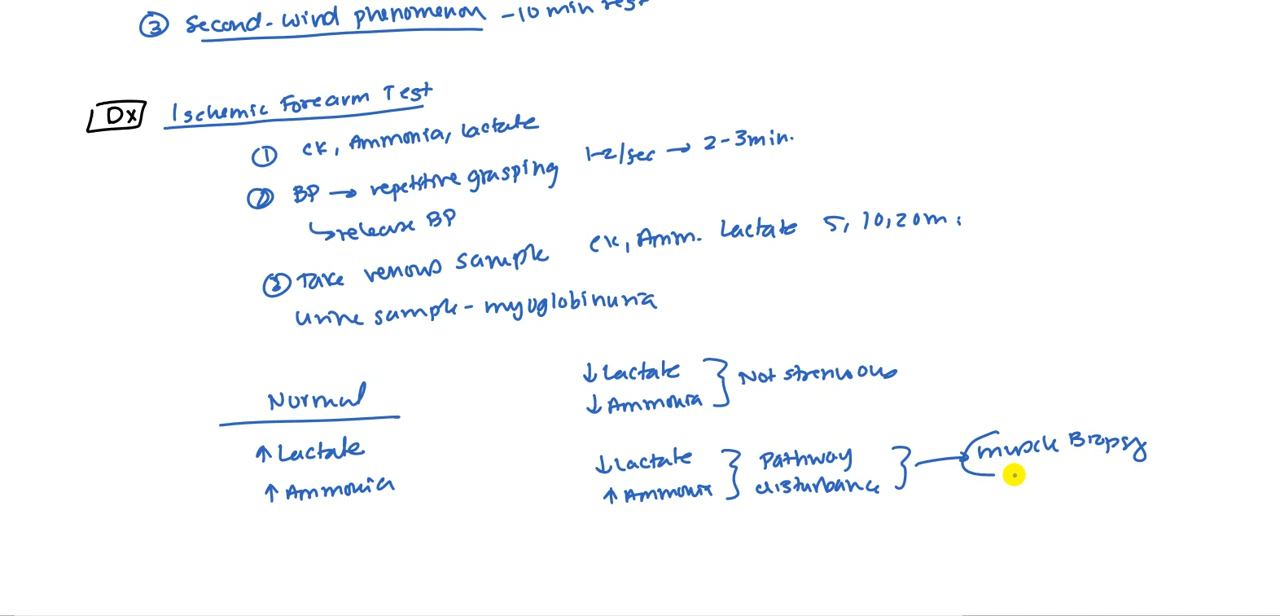 ③ Second-wind phenomenon - 10 min rest
Dx Ischemic Forearm Test
① CK, Ammonia, lactate
② BP → repetitive grasping 1-2/sec → 2-3min.
↳release BP
③ Take venous sample CK, Amm. Lactate 5, 10, 20 m.
Urine sample - myoglobinuria
Normal
↑ Lactate
↑ Ammonia
↓ Lactate
↓ Ammonia
Not strenuous
↓ Lactate
↑ Ammonia
Pathway
disturbance
muscle Biopsy